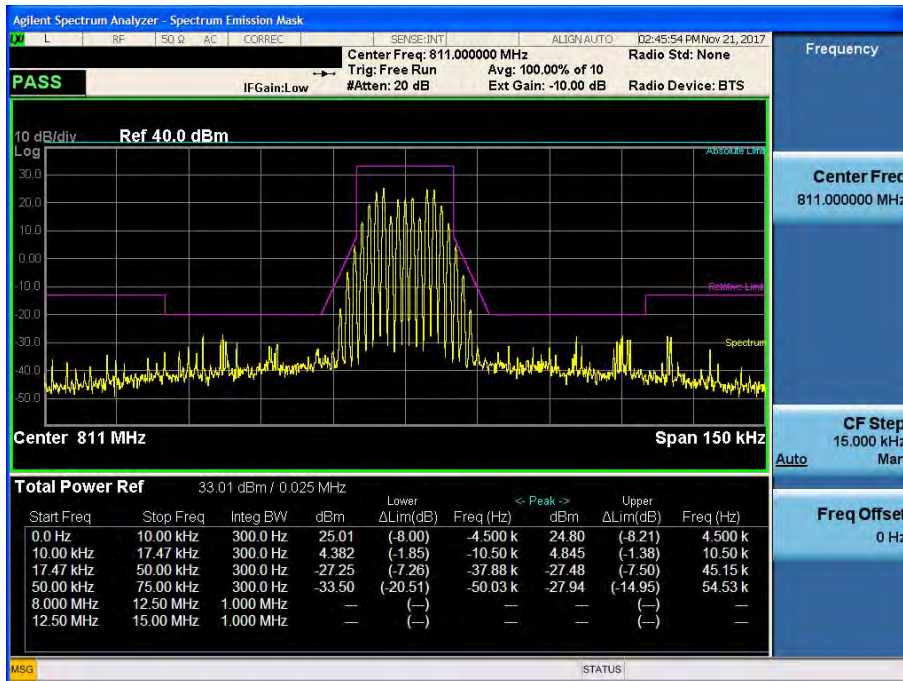 Agilent Spectrum Analyzer - Spectrum Emission Mask
LXI L RF 50 Ω AC CORREC SENSE:INT ALIGN AUTO 02:45:54 PM Nov 21, 2017
Center Freq: 811.000000 MHz Radio Std: None
Trig: Free Run Avg: 100.00% of 10
PASS IFGain:Low #Atten: 20 dB Ext Gain: -10.00 dB Radio Device: BTS
10 dB/div Ref 40.0 dBm
Log
Absolute Limit
30.0
20.0
10.0
0.00
-10.0
Relative Limit
-20.0
-30.0
Spectrum
-40.0
-50.0
Center 811 MHz Span 150 kHz
Total Power Ref 33.01 dBm / 0.025 MHz
Lower <- Peak -> Upper
Start Freq Stop Freq Integ BW dBm ΔLim(dB) Freq (Hz) dBm ΔLim(dB) Freq (Hz)
0.0 Hz 10.00 kHz 300.0 Hz 25.01 (-8.00) -4.500 k 24.80 (-8.21) 4.500 k
10.00 kHz 17.47 kHz 300.0 Hz 4.382 (-1.85) -10.50 k 4.845 (-1.38) 10.50 k
17.47 kHz 50.00 kHz 300.0 Hz -27.25 (-7.26) -37.88 k -27.48 (-7.50) 45.15 k
50.00 kHz 75.00 kHz 300.0 Hz -33.50 (-20.51) -50.03 k -27.94 (-14.95) 54.53 k
8.000 MHz 12.50 MHz 1.000 MHz --- (---) --- --- (---) ---
12.50 MHz 15.00 MHz 1.000 MHz --- (---) --- --- (---) ---
MSG STATUS
Frequency
Center Freq
811.000000 MHz
CF Step
15.000 kHz
Auto Man
Freq Offset
0 Hz